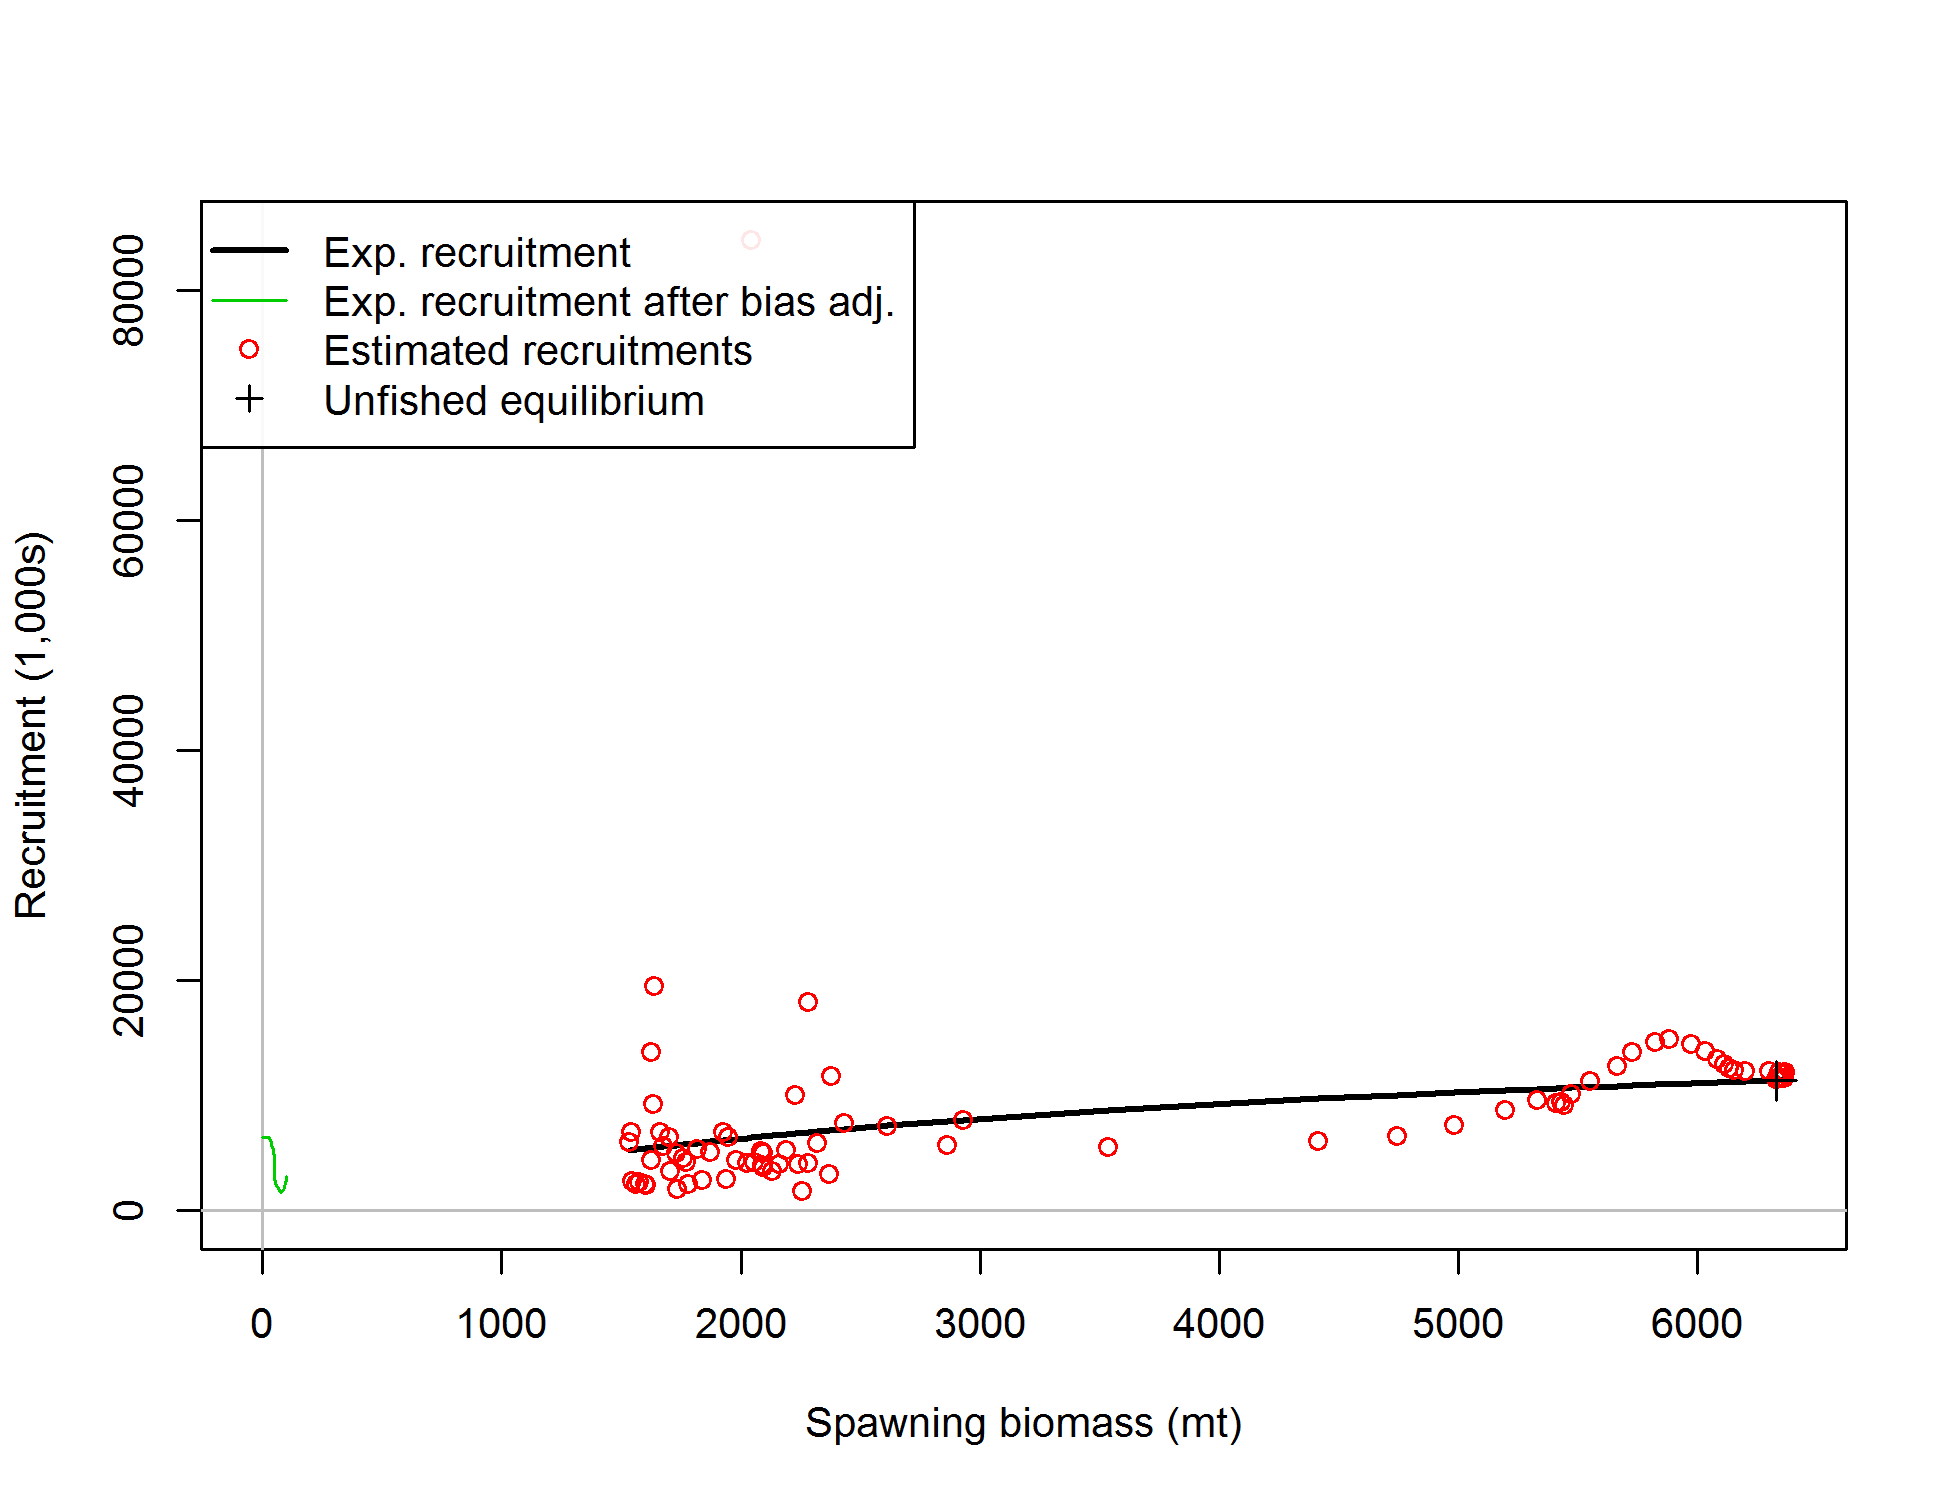 Exp. recruitment
Exp. recruitment after bias adj.
Estimated recruitments
Unfished equilibrium
Recruitment (1,000s)
80000
60000
40000
20000
0
0 1000 2000 3000 4000 5000 6000
Spawning biomass (mt)